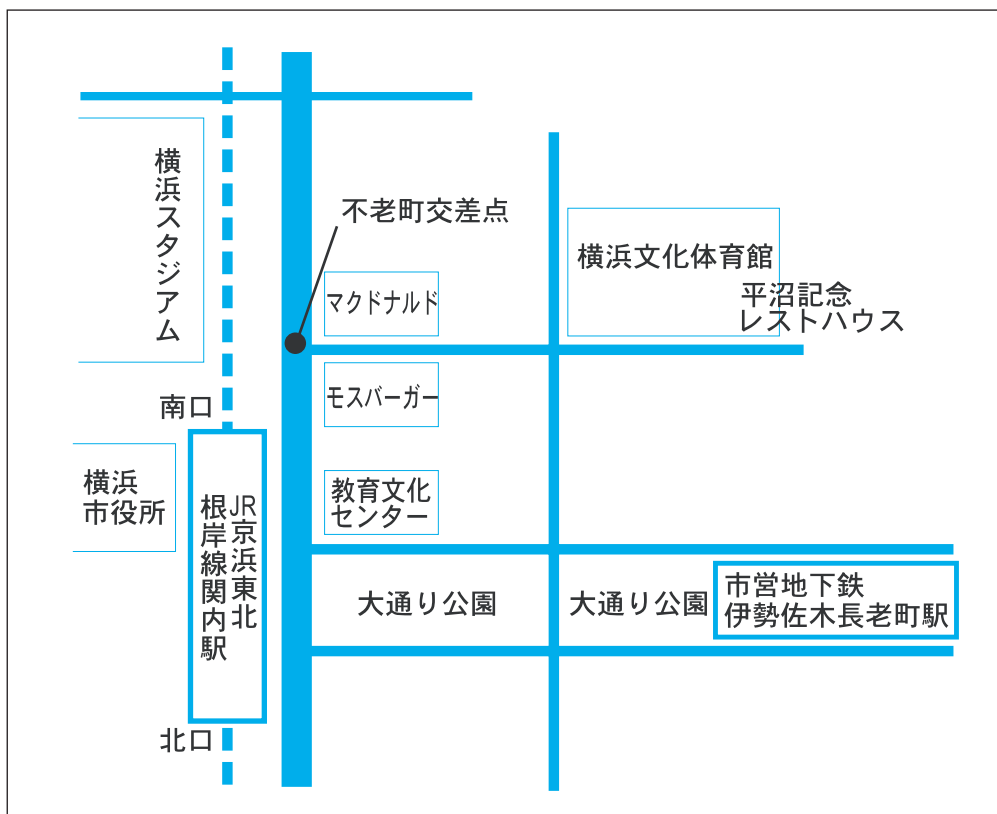 横浜スタジアム
不老町交差点
マクドナルド
横浜文化体育館
平沼記念
レストハウス
モスバーガー
南口
横浜
市役所
JR京浜東北
根岸線関内駅
教育文化
センター
大通り公園
大通り公園
市営地下鉄
伊勢佐木長老町駅
北口